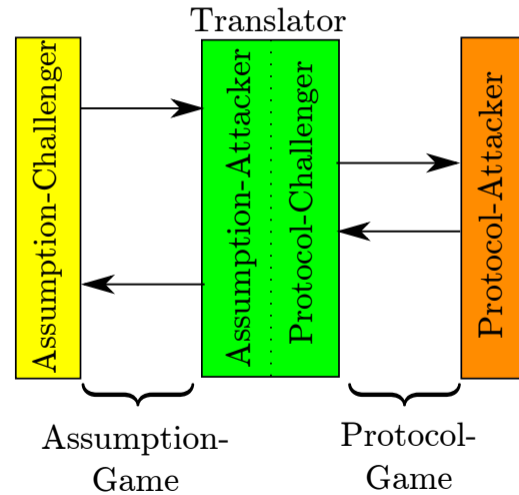 Translator
Assumption-Challenger
Assumption-Attacker
Protocol-Challenger
Protocol-Attacker
Assumption-
Game
Protocol-
Game